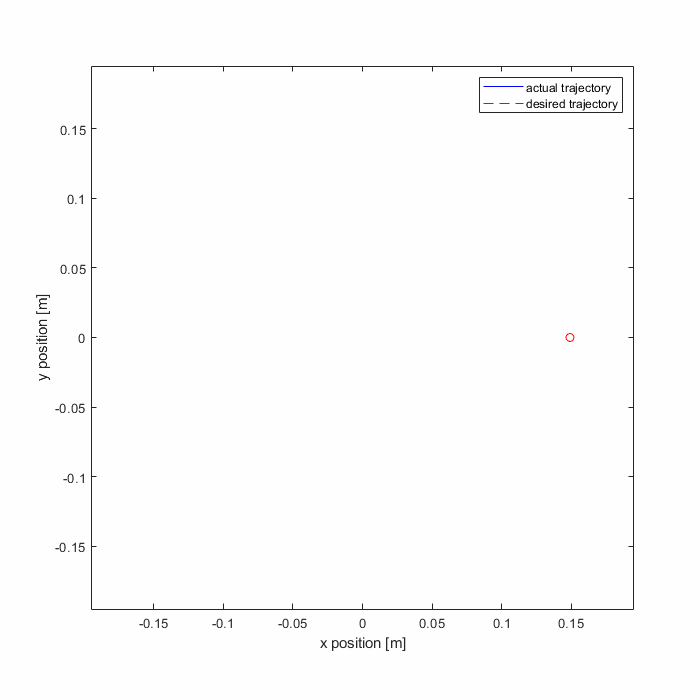 actual trajectory
desired trajectory
0.15
0.1
0.05
0
-0.05
-0.1
-0.15
y position [m]
-0.15 -0.1 -0.05 0 0.05 0.1 0.15
x position [m]